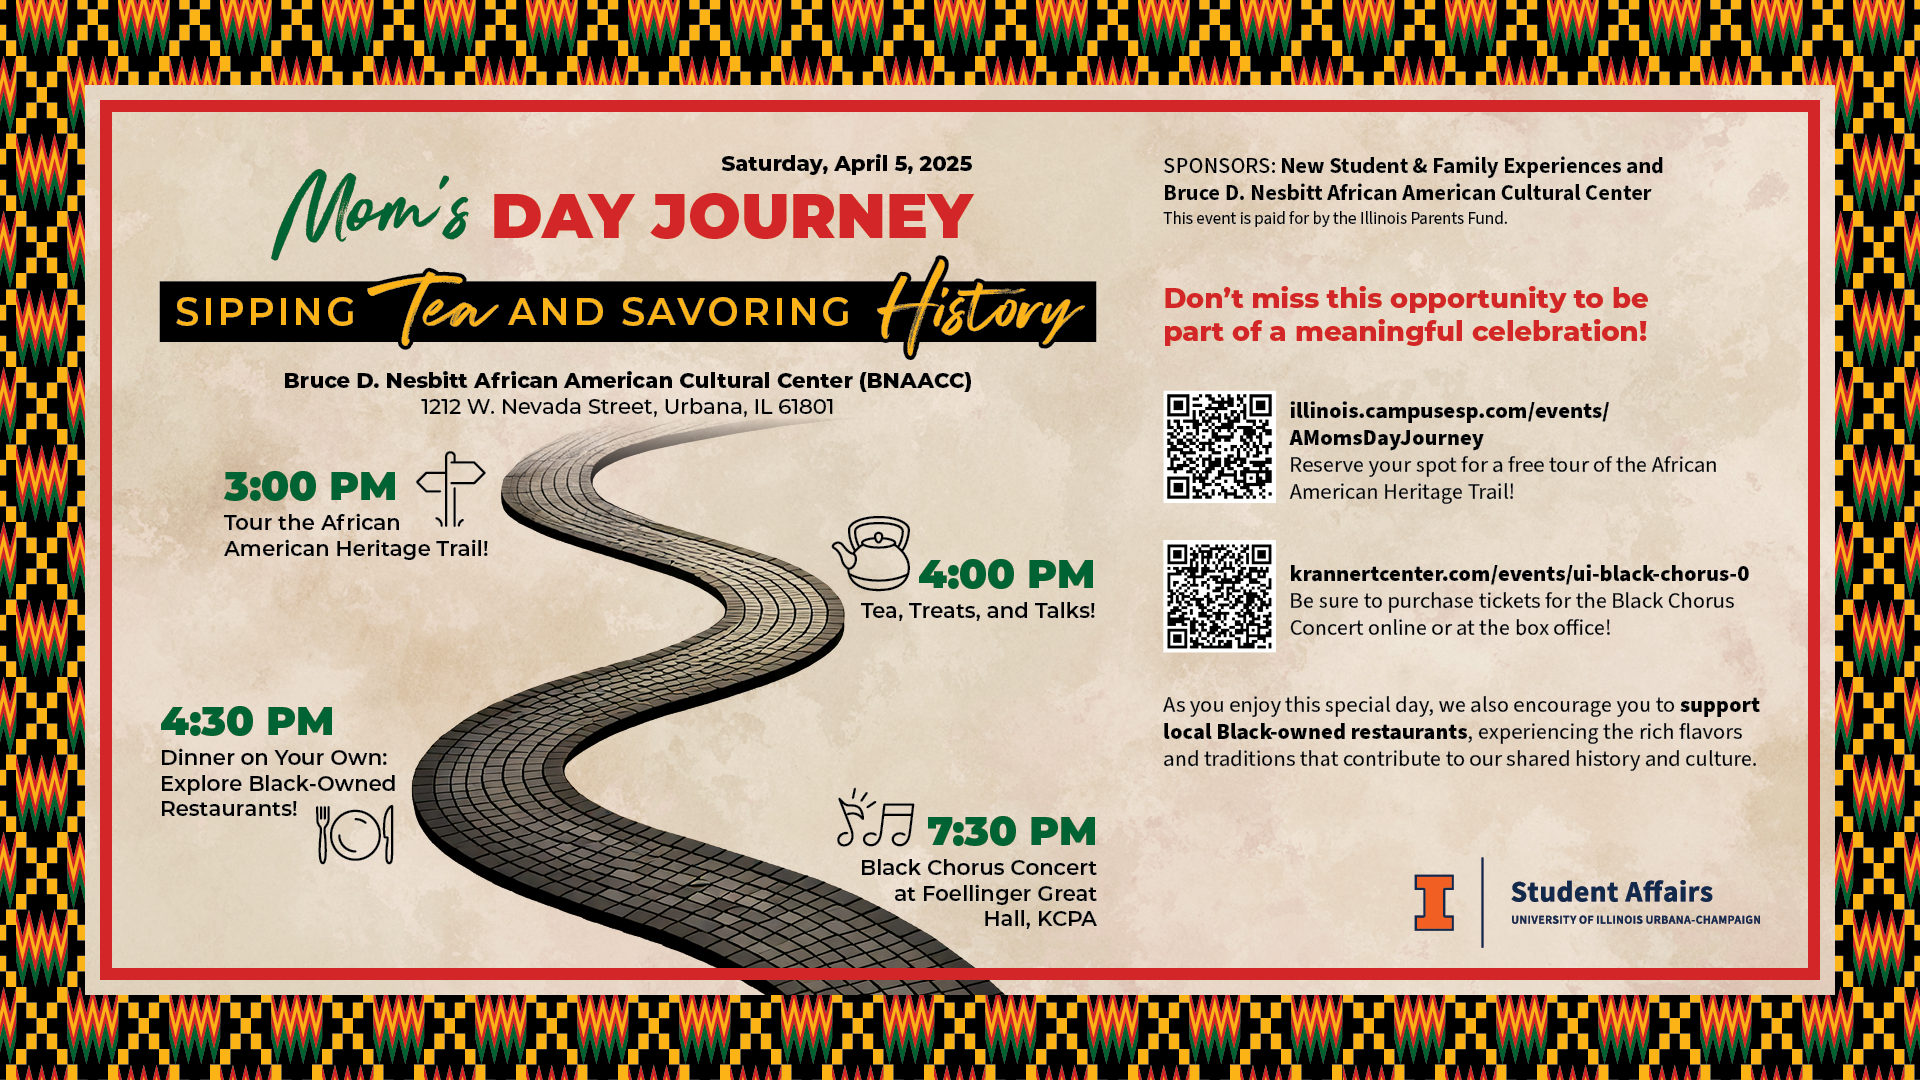 Saturday, April 5, 2025
Mom's DAY JOURNEY
SIPPING Tea AND SAVORING History
Bruce D. Nesbitt African American Cultural Center (BNAACC)
1212 W. Nevada Street, Urbana, IL 61801
3:00 PM
Tour the African
American Heritage Trail!
4:00 PM
Tea, Treats, and Talks!
4:30 PM
Dinner on Your Own:
Explore Black-Owned
Restaurants!
7:30 PM
Black Chorus Concert
at Foellinger Great
Hall, KCPA
SPONSORS: New Student & Family Experiences and
Bruce D. Nesbitt African American Cultural Center
This event is paid for by the Illinois Parents Fund.
Don’t miss this opportunity to be
part of a meaningful celebration!
illinois.campusesp.com/events/
AMomsDayJourney
Reserve your spot for a free tour of the African
American Heritage Trail!
krannertcenter.com/events/ui-black-chorus-0
Be sure to purchase tickets for the Black Chorus
Concert online or at the box office!
As you enjoy this special day, we also encourage you to support
local Black-owned restaurants, experiencing the rich flavors
and traditions that contribute to our shared history and culture.
Student Affairs
UNIVERSITY OF ILLINOIS URBANA-CHAMPAIGN